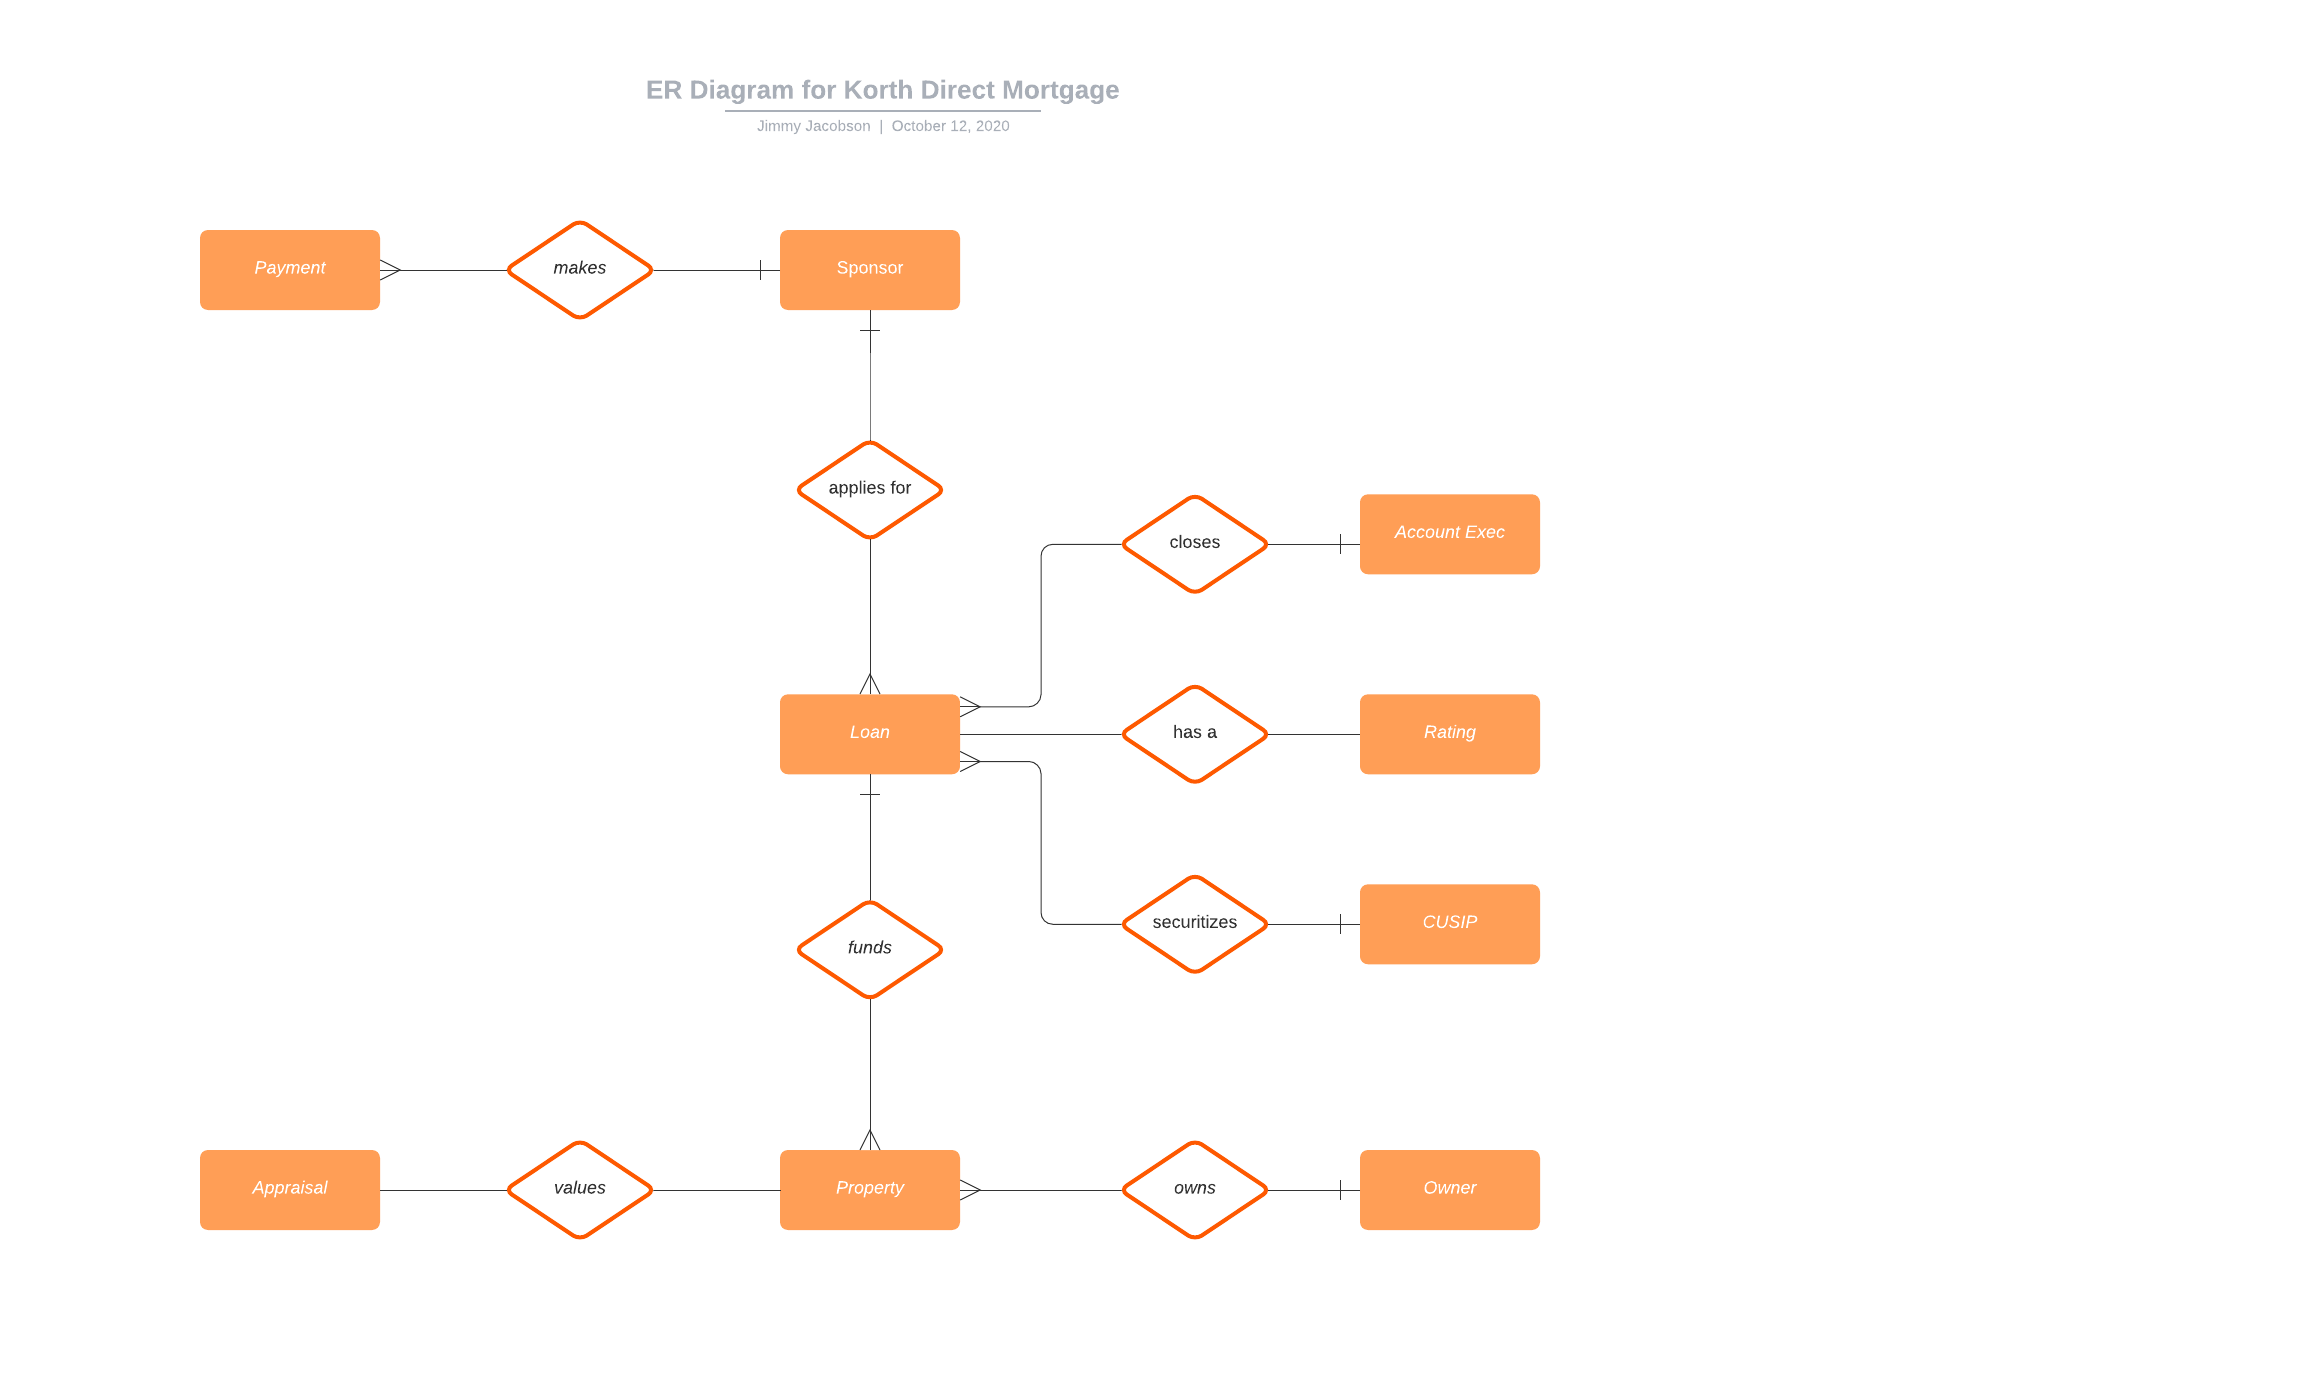 ER Diagram for Korth Direct Mortgage
Jimmy Jacobson | October 12, 2020
Payment
makes
Sponsor
applies for
closes
Account Exec
Loan
has a
Rating
securitizes
CUSIP
funds
Appraisal
values
Property
owns
Owner